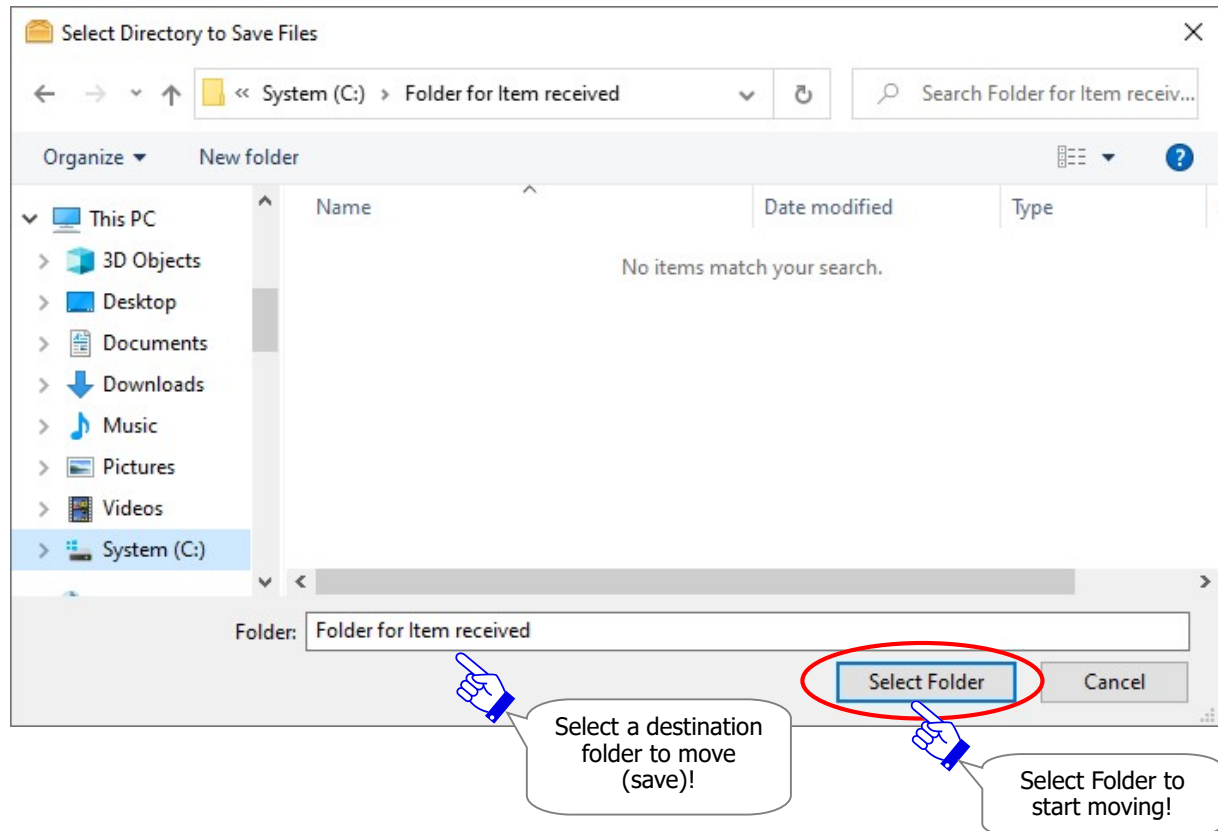 Select Directory to Save Files
« System (C:) › Folder for Item received
Search Folder for Item receiv...
Organize
New folder
?
Name
Date modified
Type
This PC
No items match your search.
3D Objects
Desktop
Documents
Downloads
Music
Pictures
Videos
System (C:)
Folder:
Folder for Item received
Select Folder
Cancel
Select a destination
folder to move
(save)!
Select Folder to
start moving!